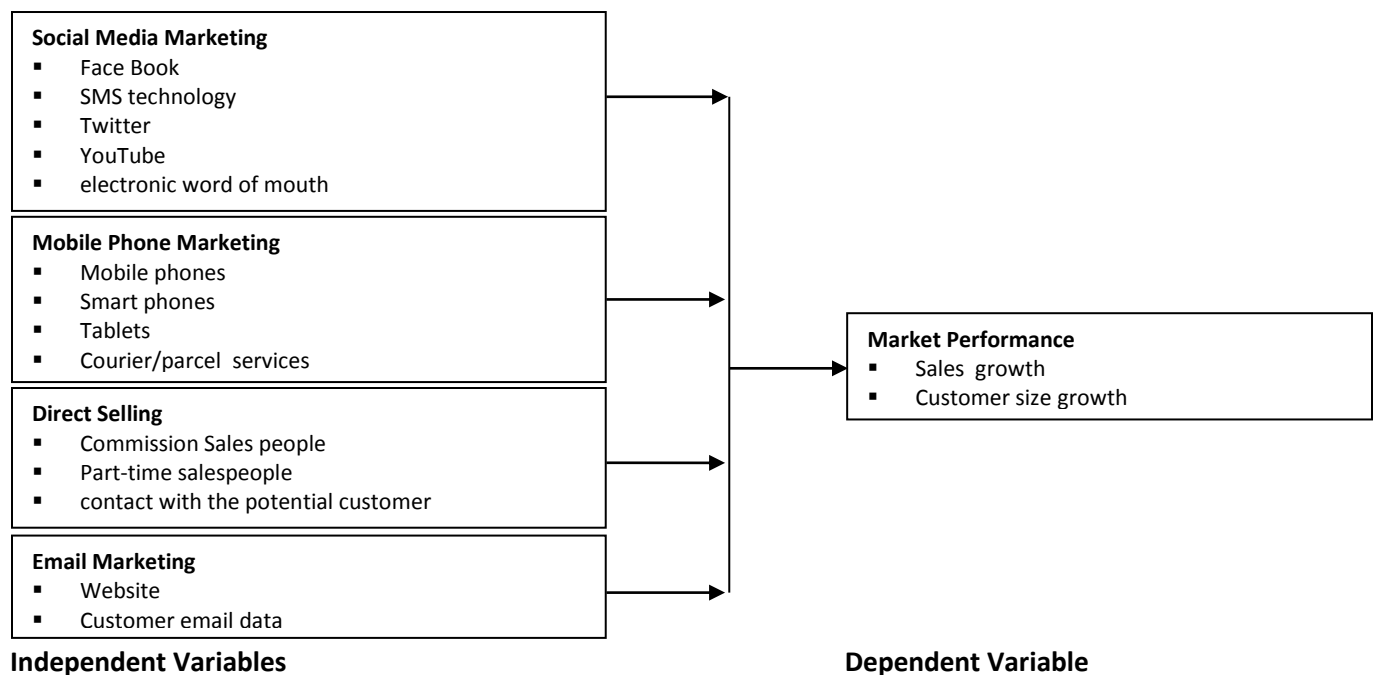 Social Media Marketing
▪ Face Book
▪ SMS technology
▪ Twitter
▪ YouTube
▪ electronic word of mouth
Mobile Phone Marketing
▪ Mobile phones
▪ Smart phones
▪ Tablets
▪ Courier/parcel services
Direct Selling
▪ Commission Sales people
▪ Part-time salespeople
▪ contact with the potential customer
Email Marketing
▪ Website
▪ Customer email data
Independent Variables
Market Performance
▪ Sales growth
▪ Customer size growth
Dependent Variable